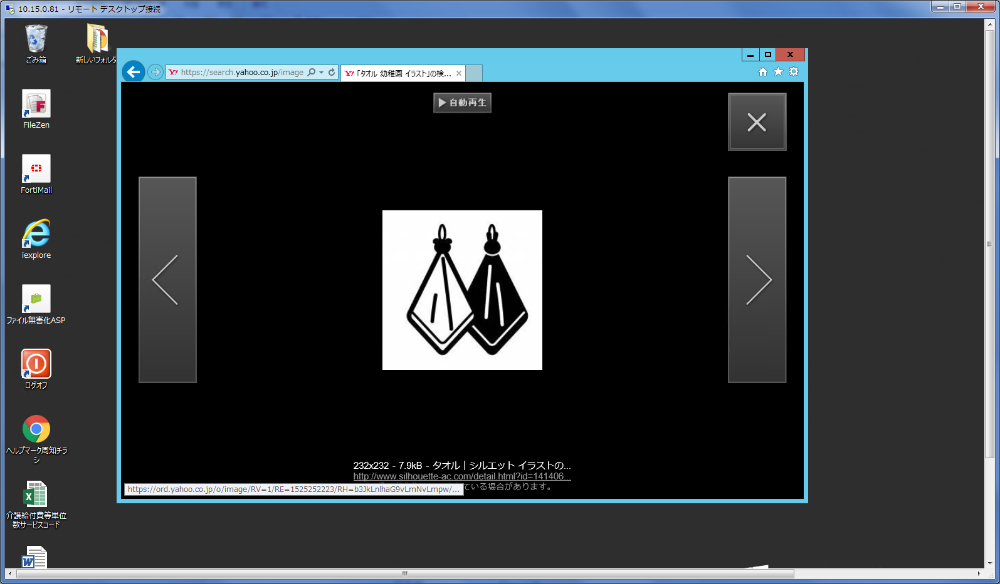 10.15.0.81 - リモート デスクトップ接続
ごみ箱
新しいフォルダ
FileZen
FortiMail
iexplore
ファイル無害化ASP
ログオフ
ヘルプマーク周知チラ
シ
介護給付費等単位
数サービスコード
https://search.yahoo.co.jp/image
「タオル 幼稚園 イラスト」の検...
自動再生
232x232 - 7.9kB - タオル | シルエット イラストの...
http://www.silhouette-ac.com/detail.html?id=141406...
ている場合があります。
https://ord.yahoo.co.jp/o/image/RV=1/RE=1525252223/RH=b3JkLnlhaG9vLmNvLmpw/...